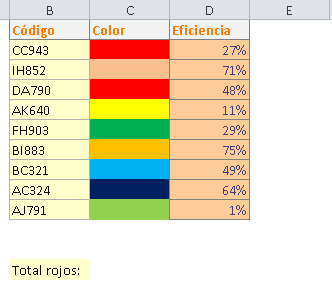 B C D E
Código Color Eficiencia
CC943 27%
IH852 71%
DA790 48%
AK640 11%
FH903 29%
BI883 75%
BC321 49%
AC324 64%
AJ791 1%
Total rojos: